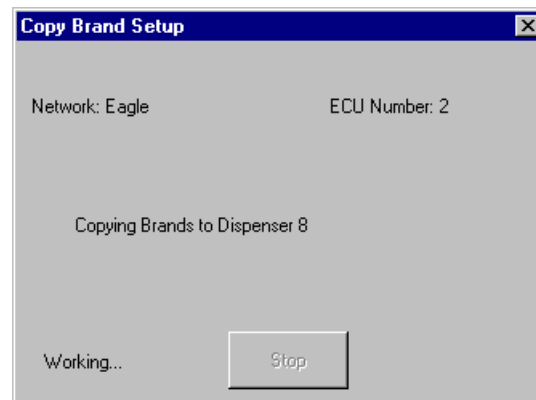 Copy Brand Setup
Network: Eagle ECU Number: 2
Copying Brands to Dispenser 8
Working... Stop